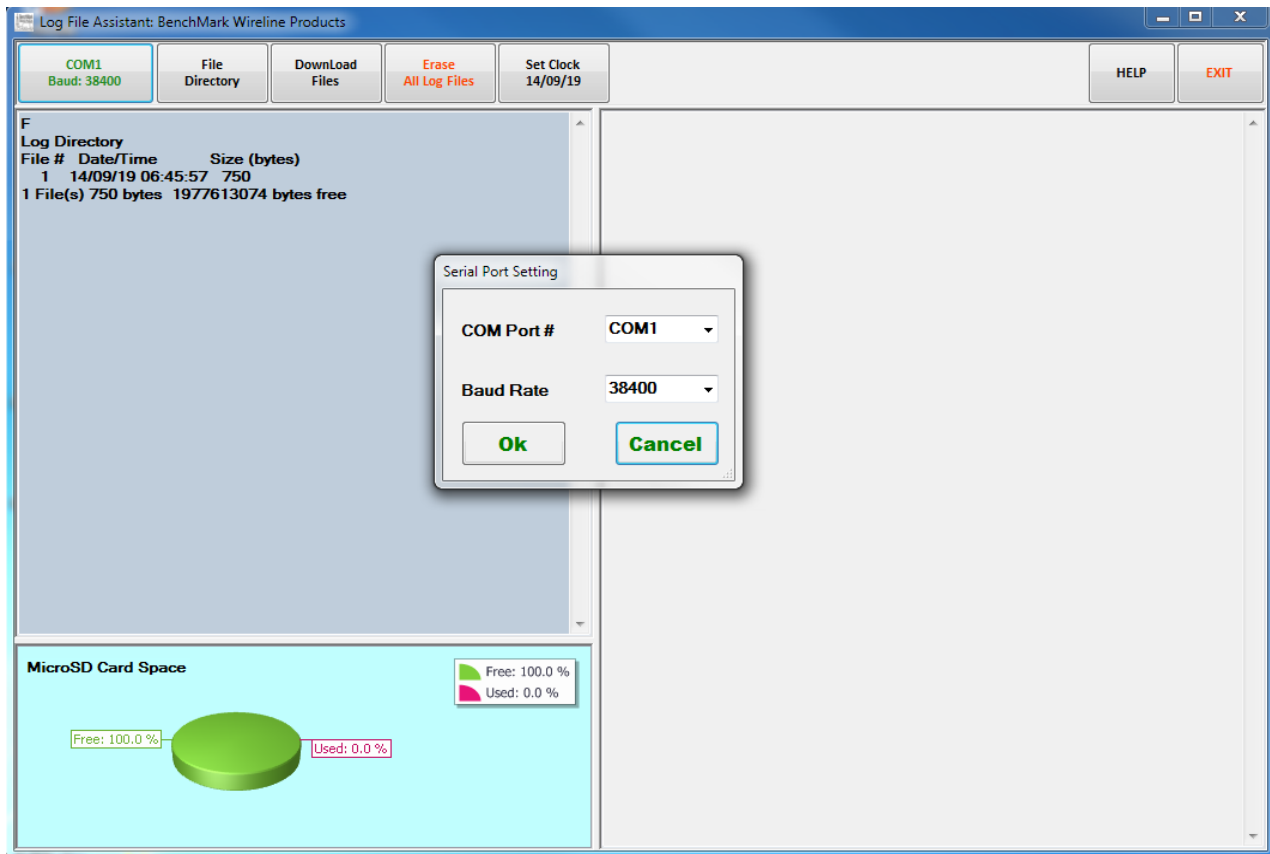 Log File Assistant: BenchMark Wireline Products
COM1
Baud: 38400
File
Directory
DownLoad
Files
Erase
All Log Files
Set Clock
14/09/19
HELP
EXIT
F
Log Directory
File # Date/Time Size (bytes)
1 14/09/19 06:45:57 750
1 File(s) 750 bytes 1977613074 bytes free
Serial Port Setting
COM Port # COM1
Baud Rate 38400
Ok Cancel
MicroSD Card Space
Free: 100.0 %
Used: 0.0 %
Free: 100.0 %
Used: 0.0 %